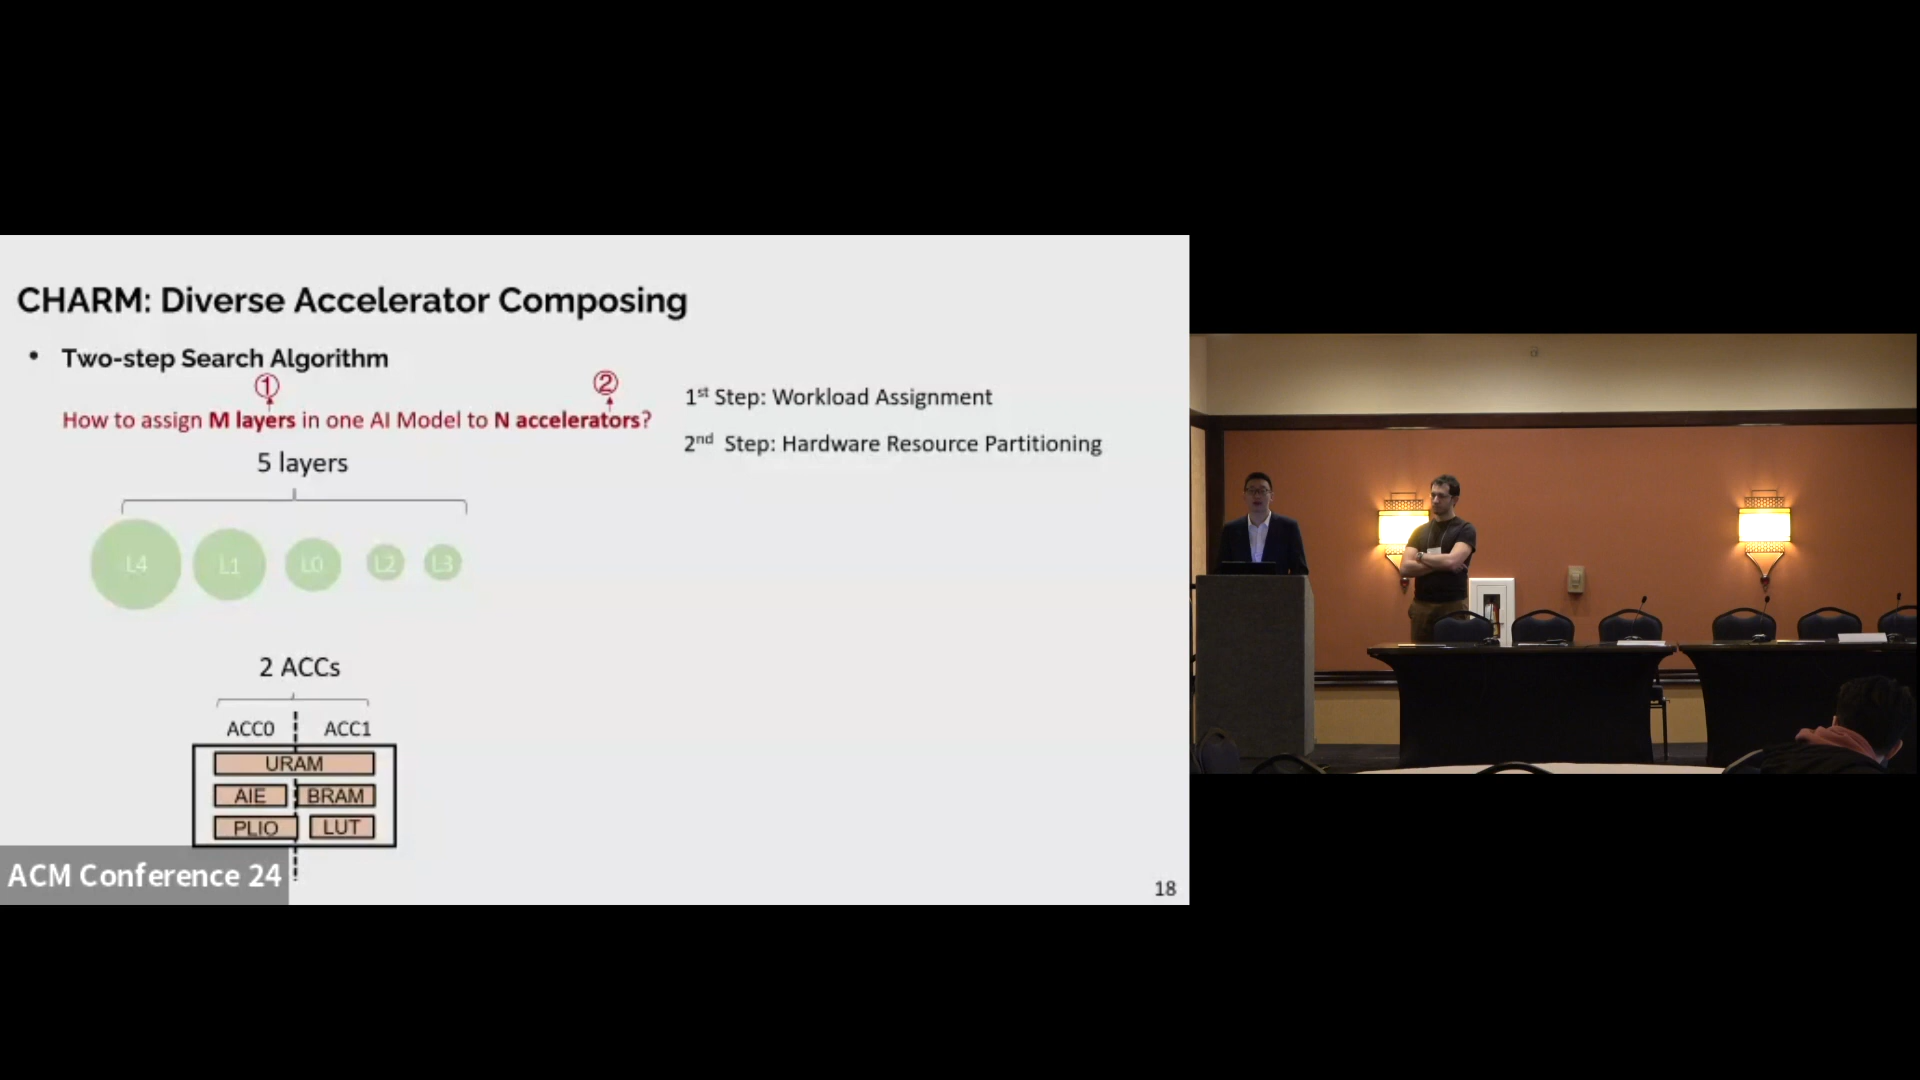 CHARM: Diverse Accelerator Composing
• Two-step Search Algorithm
① ②
How to assign M layers in one AI Model to N accelerators?
1st Step: Workload Assignment
2nd Step: Hardware Resource Partitioning
5 layers
L4 L1 L0 L2 L3
2 ACCs
ACC0 ACC1
URAM
AIE BRAM
PLIO LUT
ACM Conference 24
18